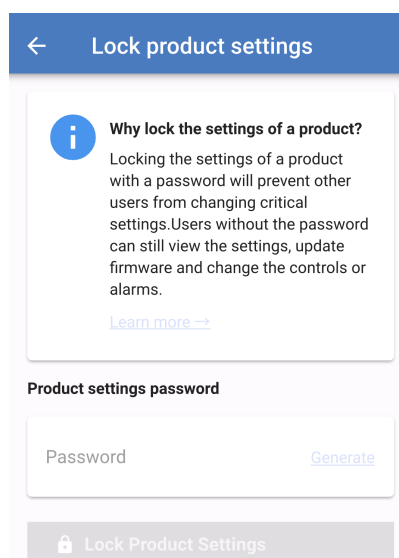 Lock product settings
Why lock the settings of a product?
Locking the settings of a product
with a password will prevent other
users from changing critical
settings.Users without the password
can still view the settings, update
firmware and change the controls or
alarms.
Learn more →
Product settings password
Password Generate
Lock Product Settings